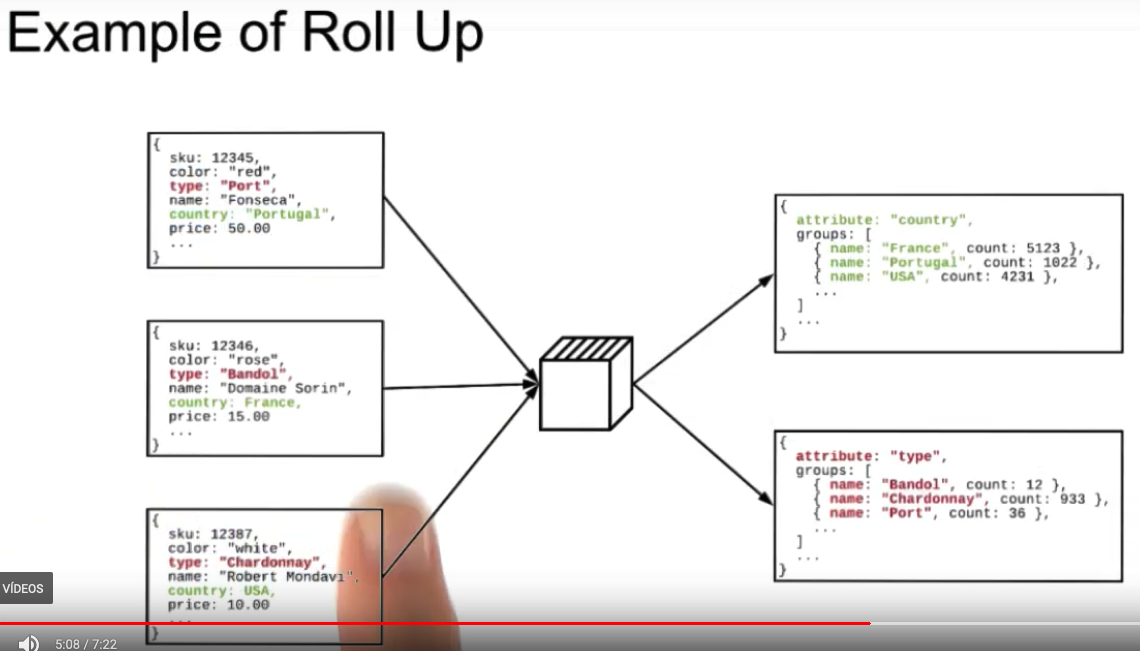 Example of Roll Up
{
sku: 12345,
color: "red",
type: "Port",
name: "Fonseca",
country: "Portugal",
price: 50.00
...
}
{
sku: 12346,
color: "rose",
type: "Bandol",
name: "Domaine Sorin",
country: France,
price: 15.00
...
}
{
sku: 12387,
color: "white",
type: "Chardonnay",
name: "Robert Mondavi",
country: USA,
price: 10.00
...
}
{
attribute: "country",
groups: [
{ name: "France", count: 5123 },
{ name: "Portugal", count: 1022 },
{ name: "USA", count: 4231 },
...
]
...
}
{
attribute: "type",
groups: [
{ name: "Bandol", count: 12 },
{ name: "Chardonnay", count: 933 },
{ name: "Port", count: 36 },
...
]
...
}
VÍDEOS
5:08 / 7:22